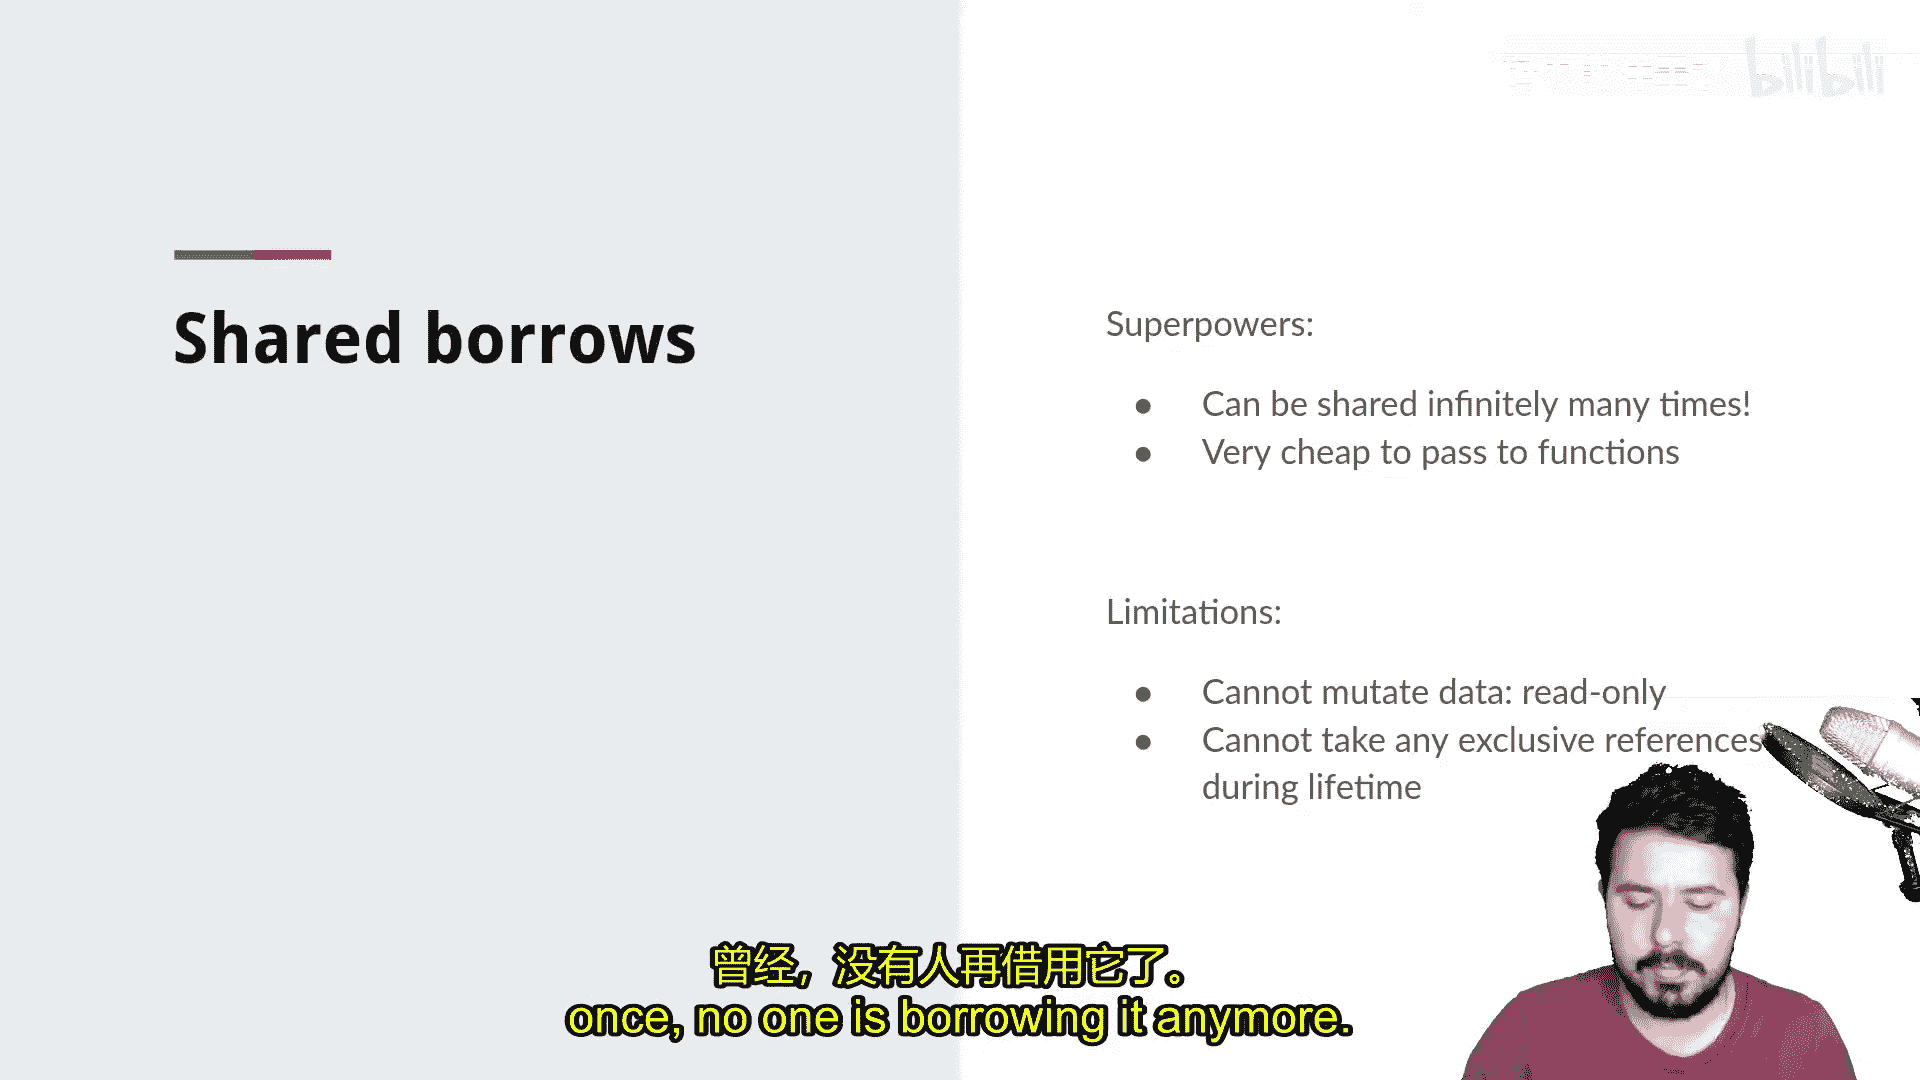 bilibili
Shared borrows
Superpowers:
● Can be shared infinitely many times!
● Very cheap to pass to functions
Limitations:
● Cannot mutate data: read-only
● Cannot take any exclusive references
during lifetime
曾经，没有人再借用它了。
once, no one is borrowing it anymore.